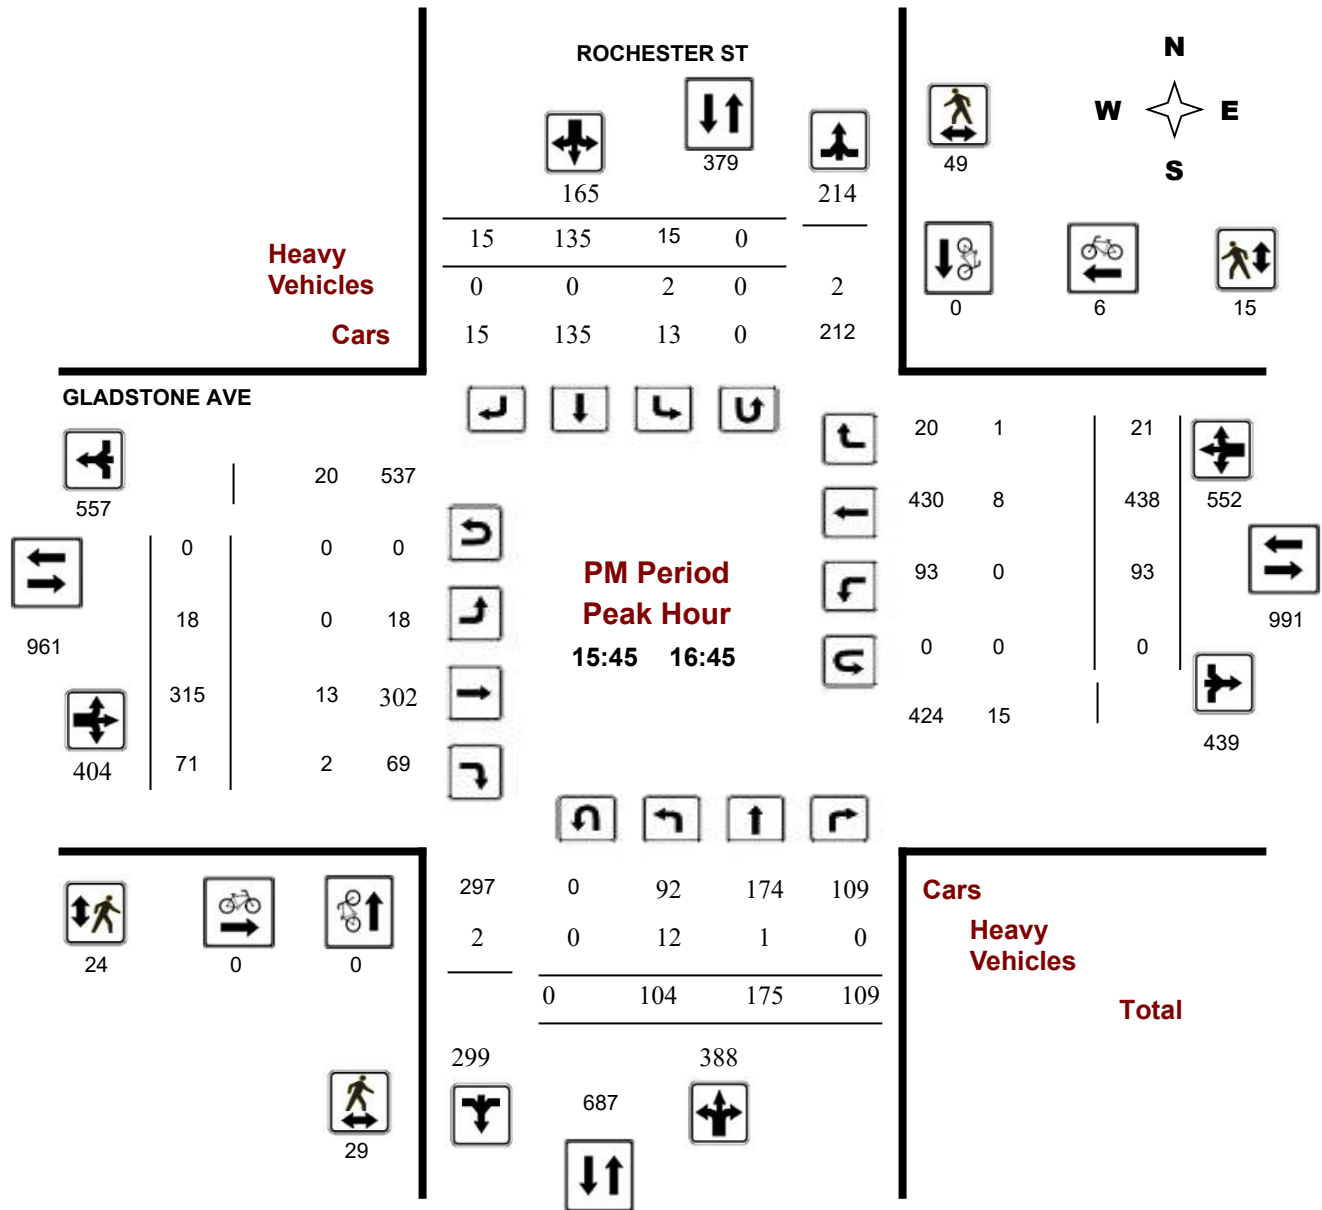 ROCHESTER ST
N
W E
S
379
49
165
214
15 135 15 0
Heavy
Vehicles
0 0 2 0 2
0 6 15
Cars
15 135 13 0 212
GLADSTONE AVE
20 1 21
20 537
557
430 8 438 552
0 0 0
PM Period
93 0 93
Peak Hour
18 0 18
991
961
15:45 16:45
0 0 0
315 13 302
424 15
439
404
71 2 69
297 0 92 174 109
Cars
2 0 12 1 0
Heavy
Vehicles
24 0 0
0 104 175 109
Total
299 388
687
29